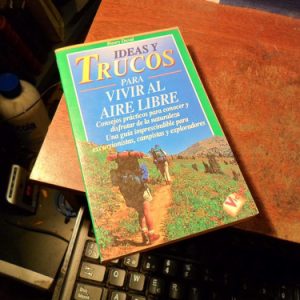 IDEAS Y
TRUCOS
PARA
VIVIR AL
AIRE LIBRE
Consejos prácticos para conocer y
disfrutar de la naturaleza
Una guía imprescindible para
excursionistas, campistas y exploradores